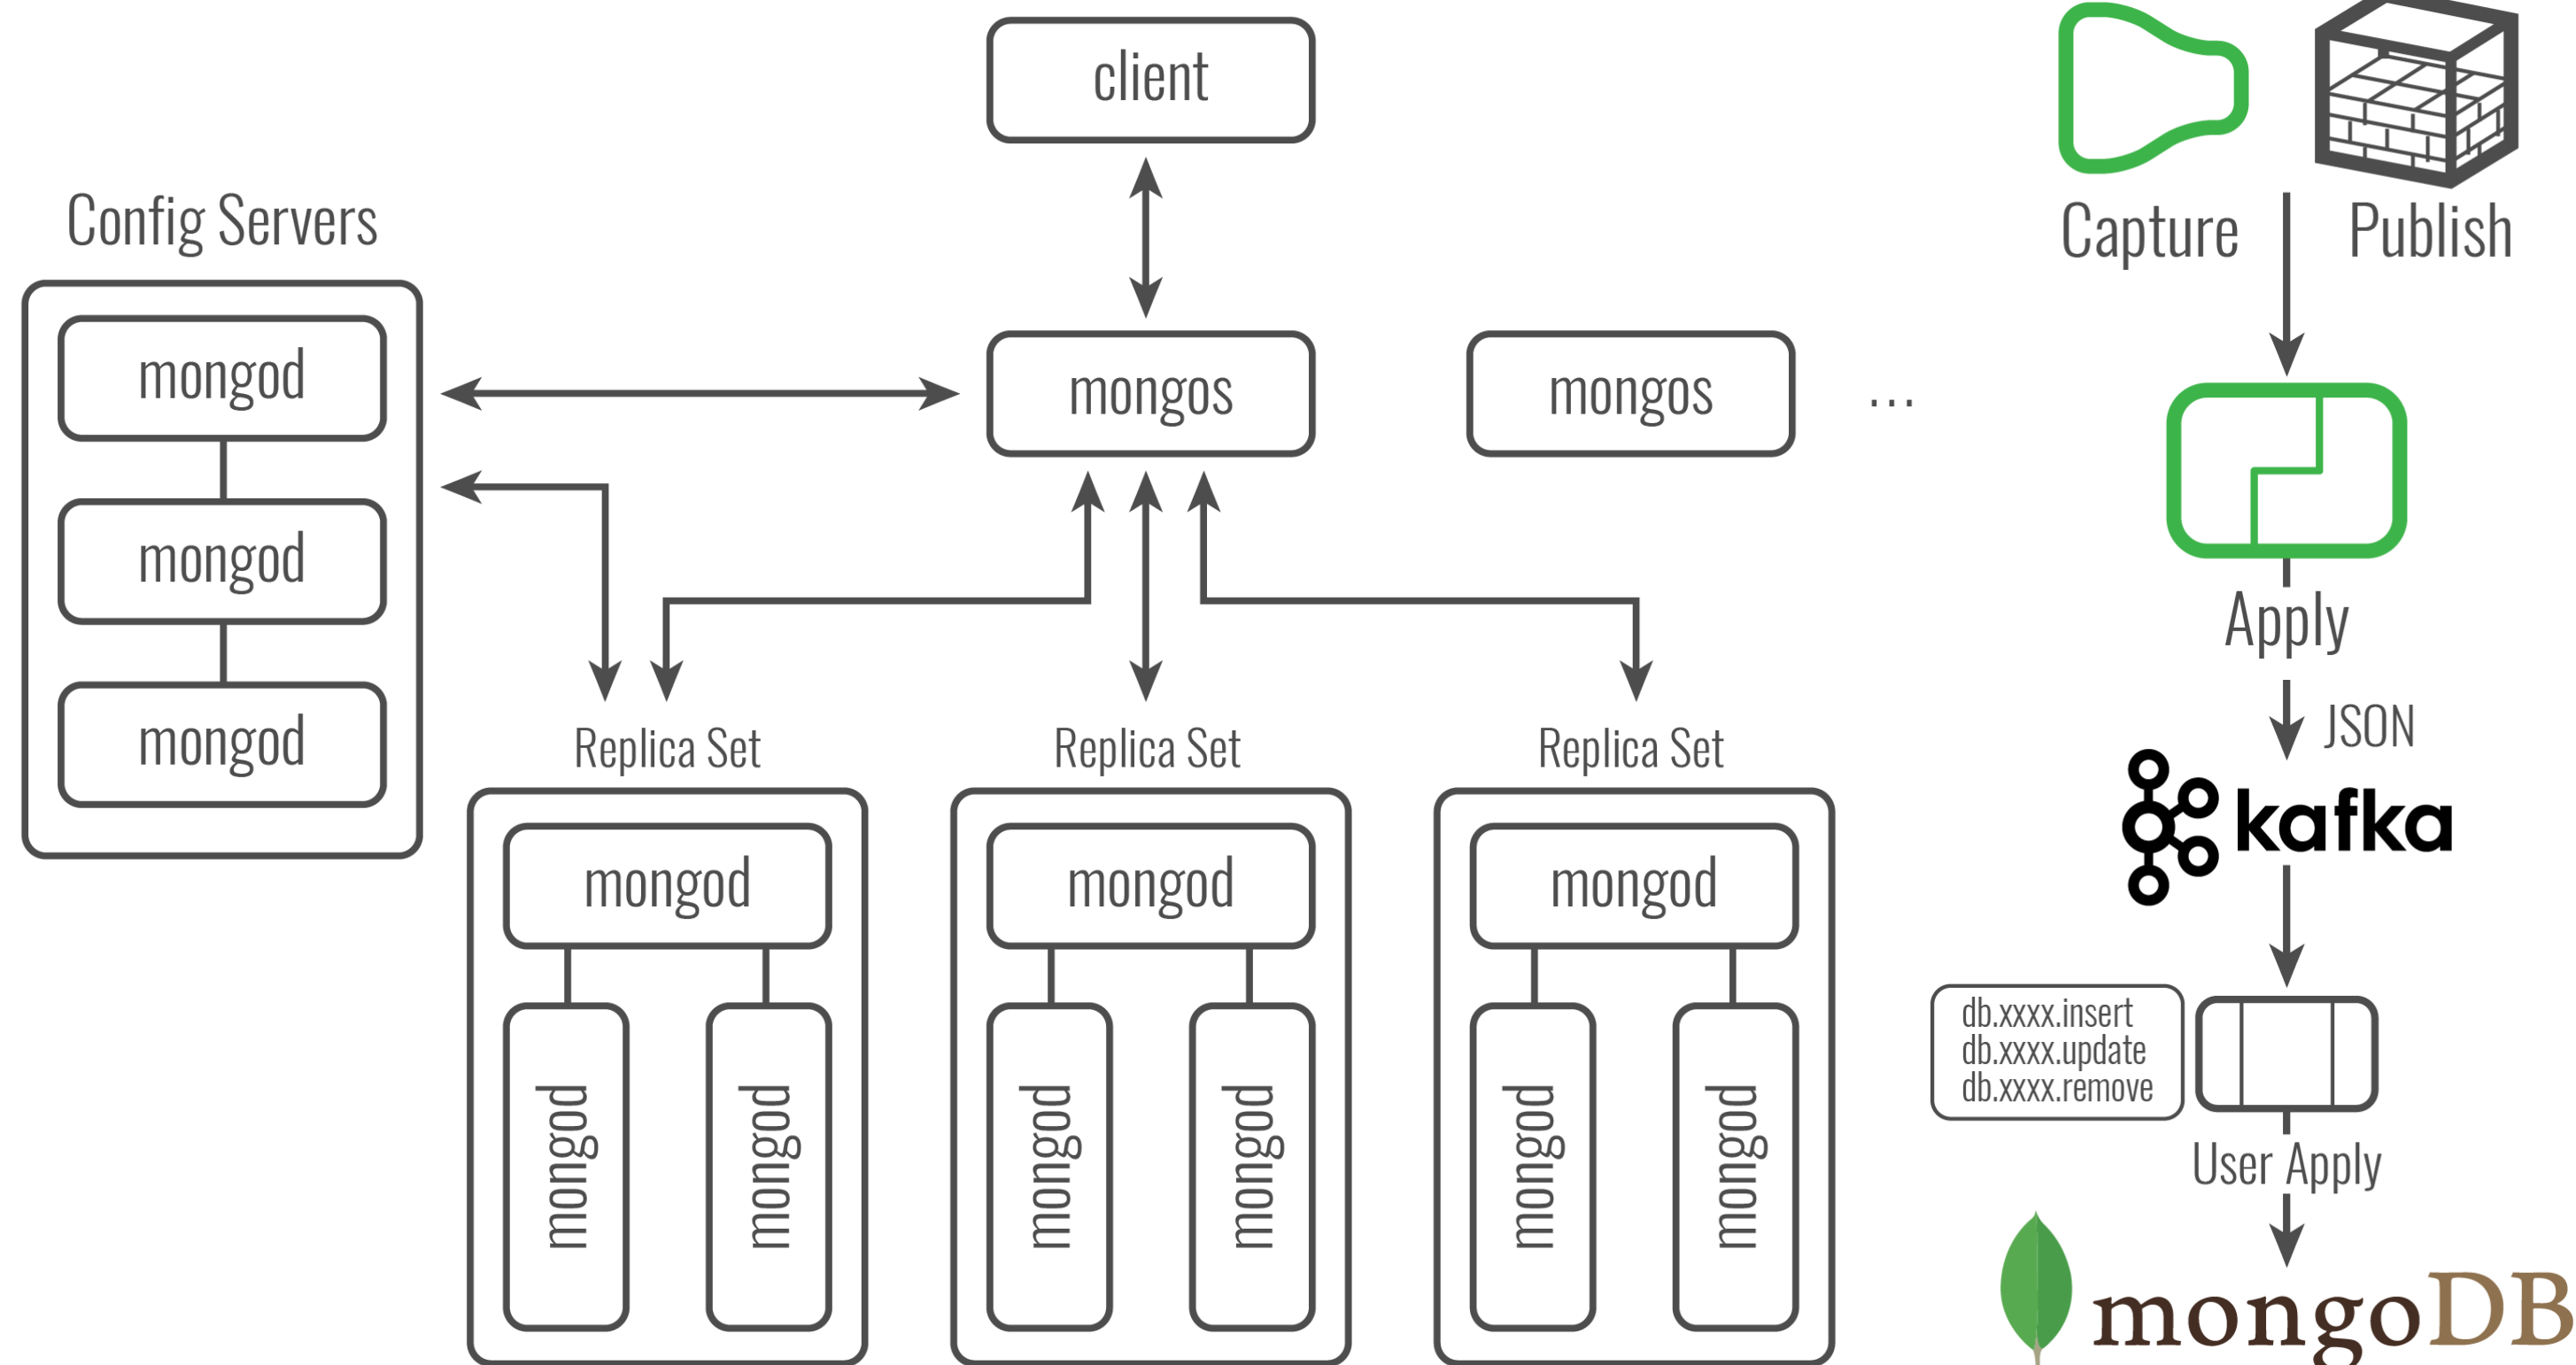 client
Config Servers
mongod
mongod
mongod
mongos
mongos
...
Replica Set
mongod
mongod
mongod
Replica Set
mongod
mongod
mongod
Replica Set
mongod
mongod
mongod
Capture
Publish
Apply
JSON
kafka
db.xxxx.insert
db.xxxx.update
db.xxxx.remove
User Apply
mongoDB